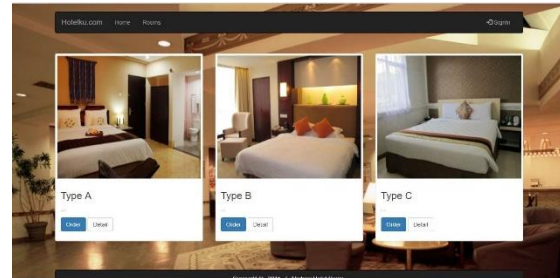 Hotelku.com Home Rooms Signin
Type A
Type B
Type C
Order Detail
Order Detail
Order Detail